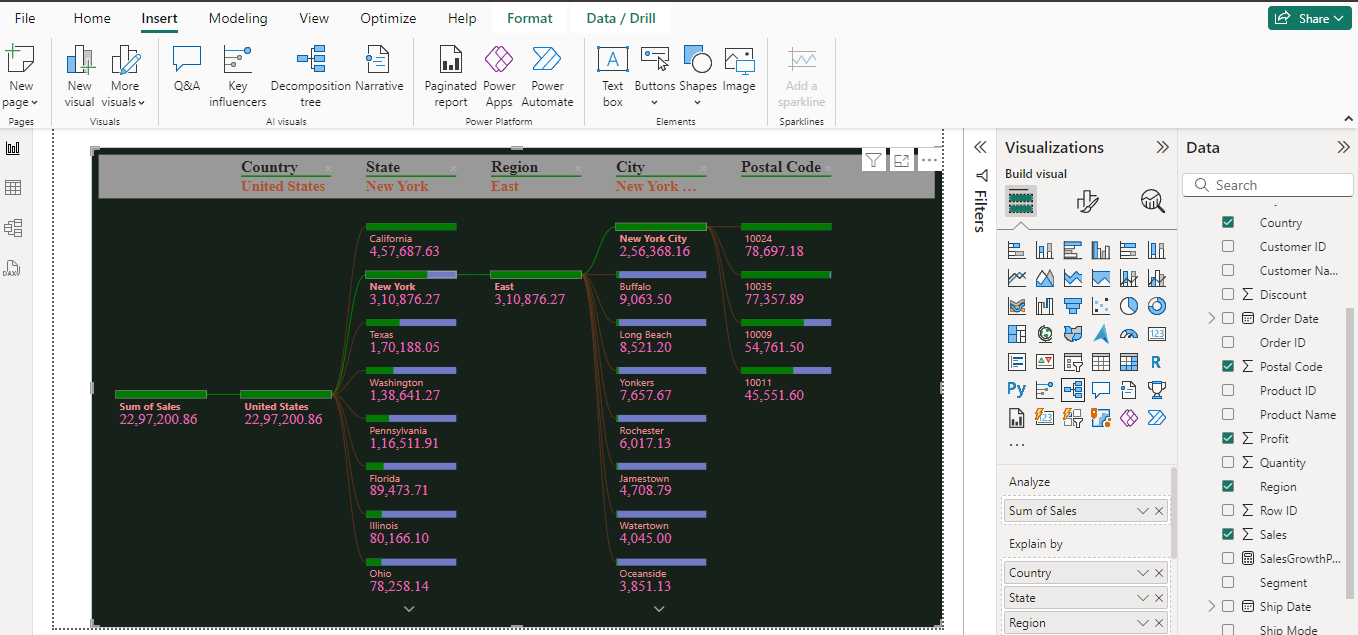 File Home Insert Modeling View Optimize Help Format Data / Drill Share
New page
New visual
More visuals
Q&A
Key influencers
Decomposition tree
Narrative
Paginated report
Power Apps
Power Automate
Text box
Buttons
Shapes
Image
Add a sparkline
Pages Visuals AI visuals Power Platform Elements Sparklines
Country
United States
State
New York
Region
East
City
New York ...
Postal Code
Sum of Sales
22,97,200.86
United States
22,97,200.86
California
4,57,687.63
New York
3,10,876.27
Texas
1,70,188.05
Washington
1,38,641.27
Pennsylvania
1,16,511.91
Florida
89,473.71
Illinois
80,166.10
Ohio
78,258.14
East
3,10,876.27
New York City
2,56,368.16
Buffalo
9,063.50
Long Beach
8,521.20
Yonkers
7,657.67
Rochester
6,017.13
Jamestown
4,708.79
Watertown
4,045.00
Oceanside
3,851.13
10024
78,697.18
10035
77,357.89
10009
54,761.50
10011
45,551.60
Filters
Visualizations
Build visual
123
R
Py
123
...
Analyze
Sum of Sales
Explain by
Country
State
Region
Data
Search
Country
Customer ID
Customer Na...
Discount
Order Date
Order ID
Postal Code
Product ID
Product Name
Profit
Quantity
Region
Row ID
Sales
SalesGrowthP...
Segment
Ship Date
Ship Mode